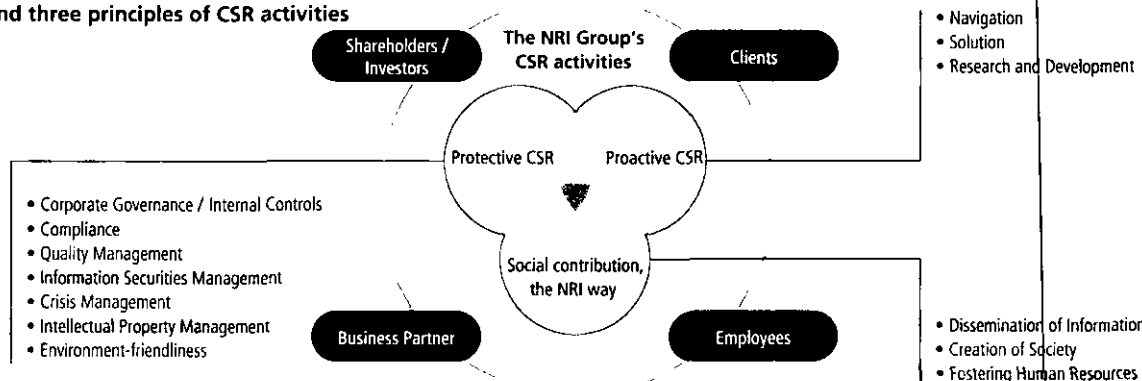 nd three principles of CSR activities
The NRI Group's
CSR activities
Shareholders /
Investors
Clients
• Navigation
• Solution
• Research and Development
Protective CSR
Proactive CSR
• Corporate Governance / Internal Controls
• Compliance
• Quality Management
• Information Securities Management
• Crisis Management
• Intellectual Property Management
• Environment-friendliness
Social contribution,
the NRI way
Business Partner
Employees
• Dissemination of Information
• Creation of Society
• Fostering Human Resources